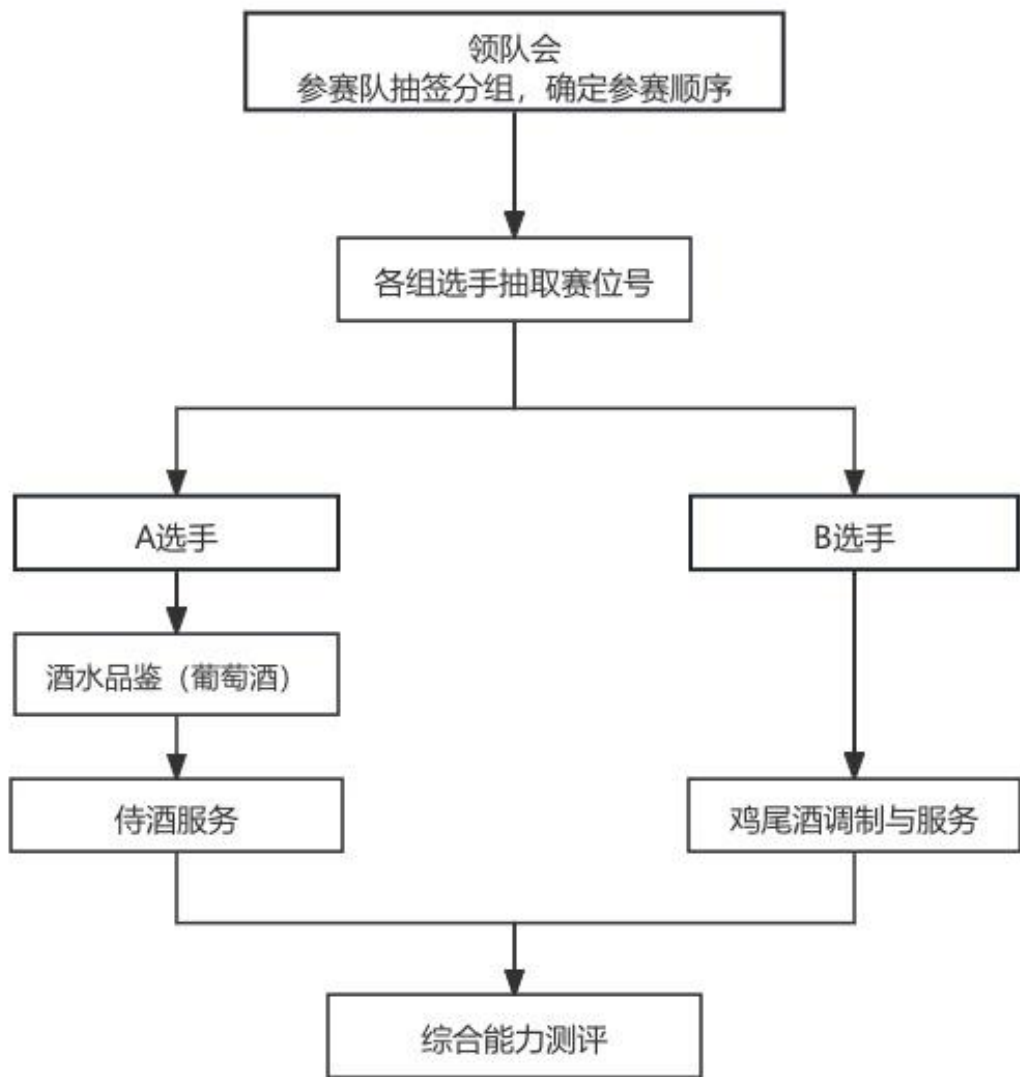 领队会
参赛队抽签分组，确定参赛顺序
各组选手抽取赛位号
A选手
B选手
酒水品鉴（葡萄酒）
侍酒服务
鸡尾酒调制与服务
综合能力测评